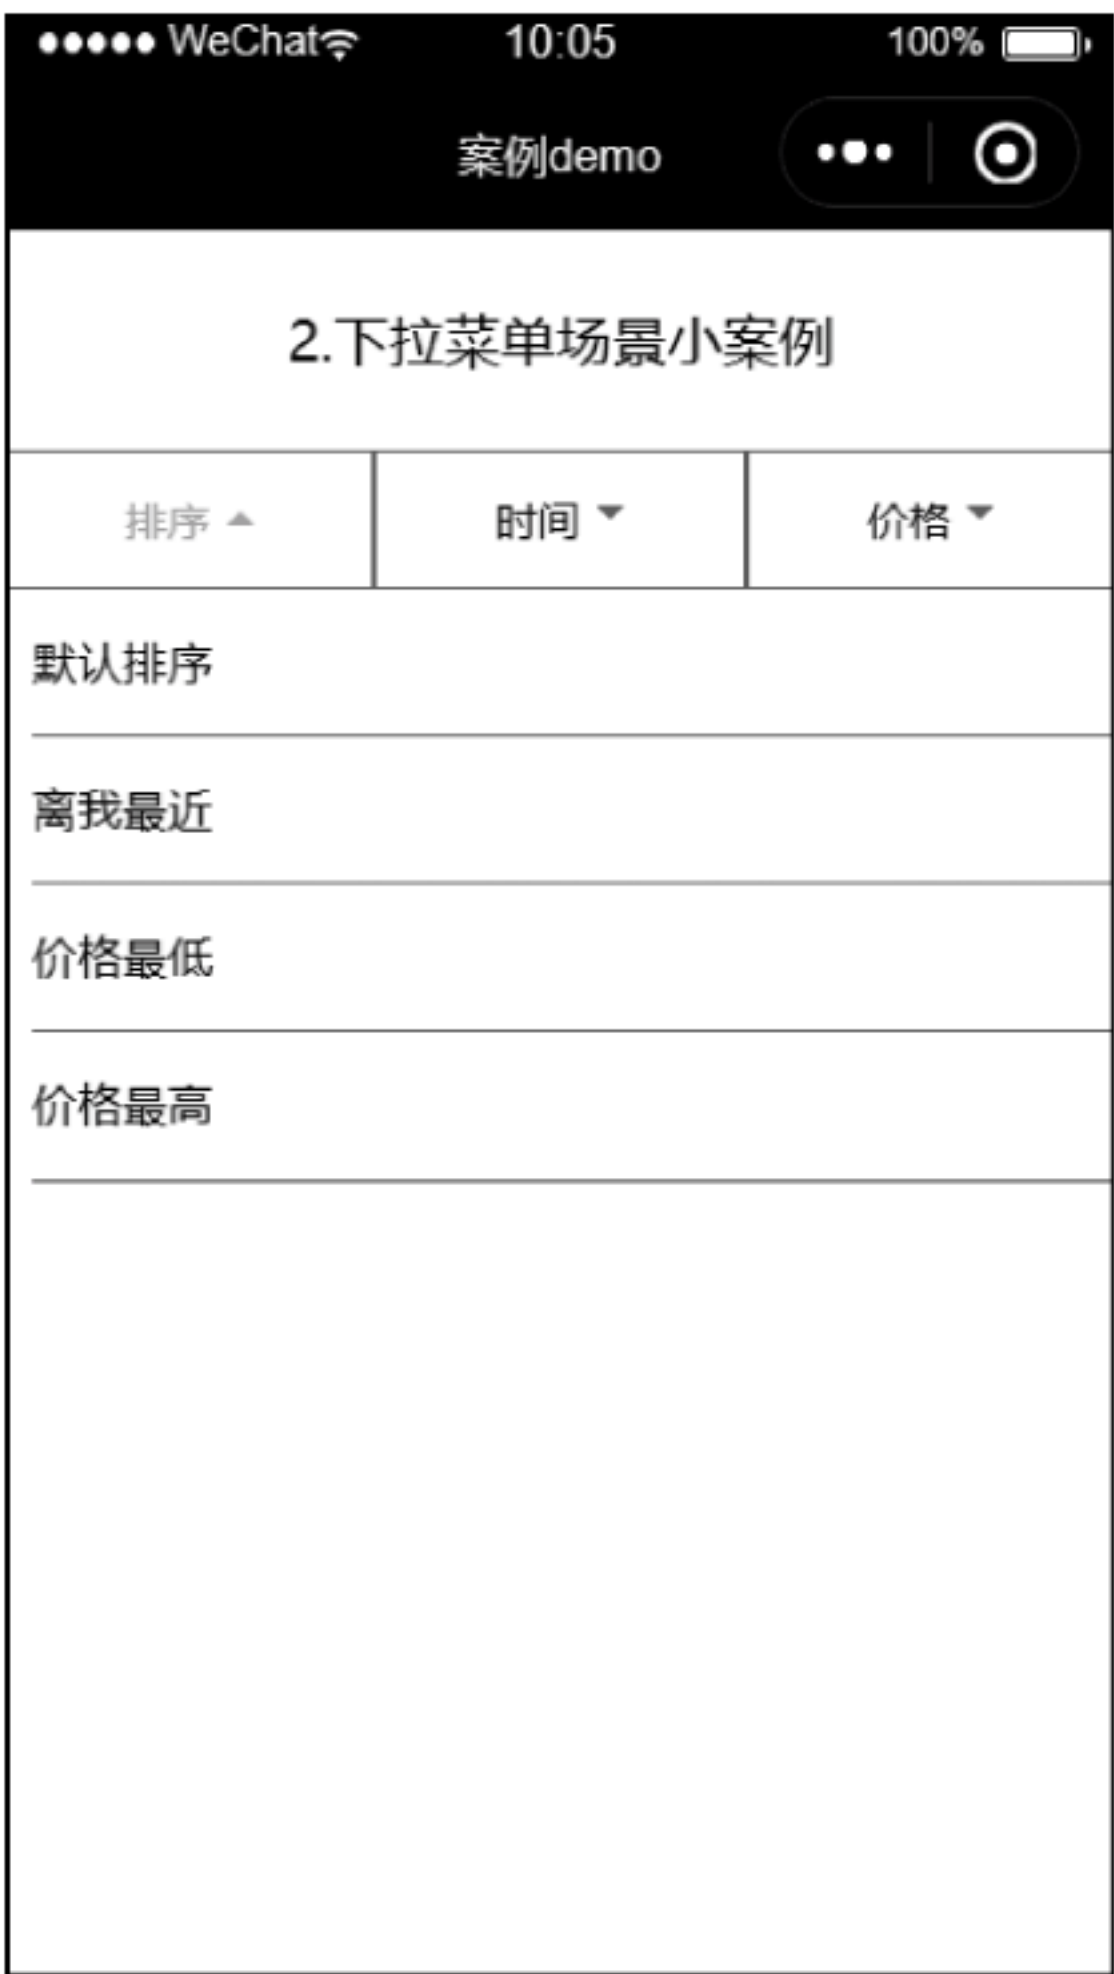 WeChat 10:05 100%
案例demo
2.下拉菜单场景小案例
排序 时间 价格
默认排序
离我最近
价格最低
价格最高